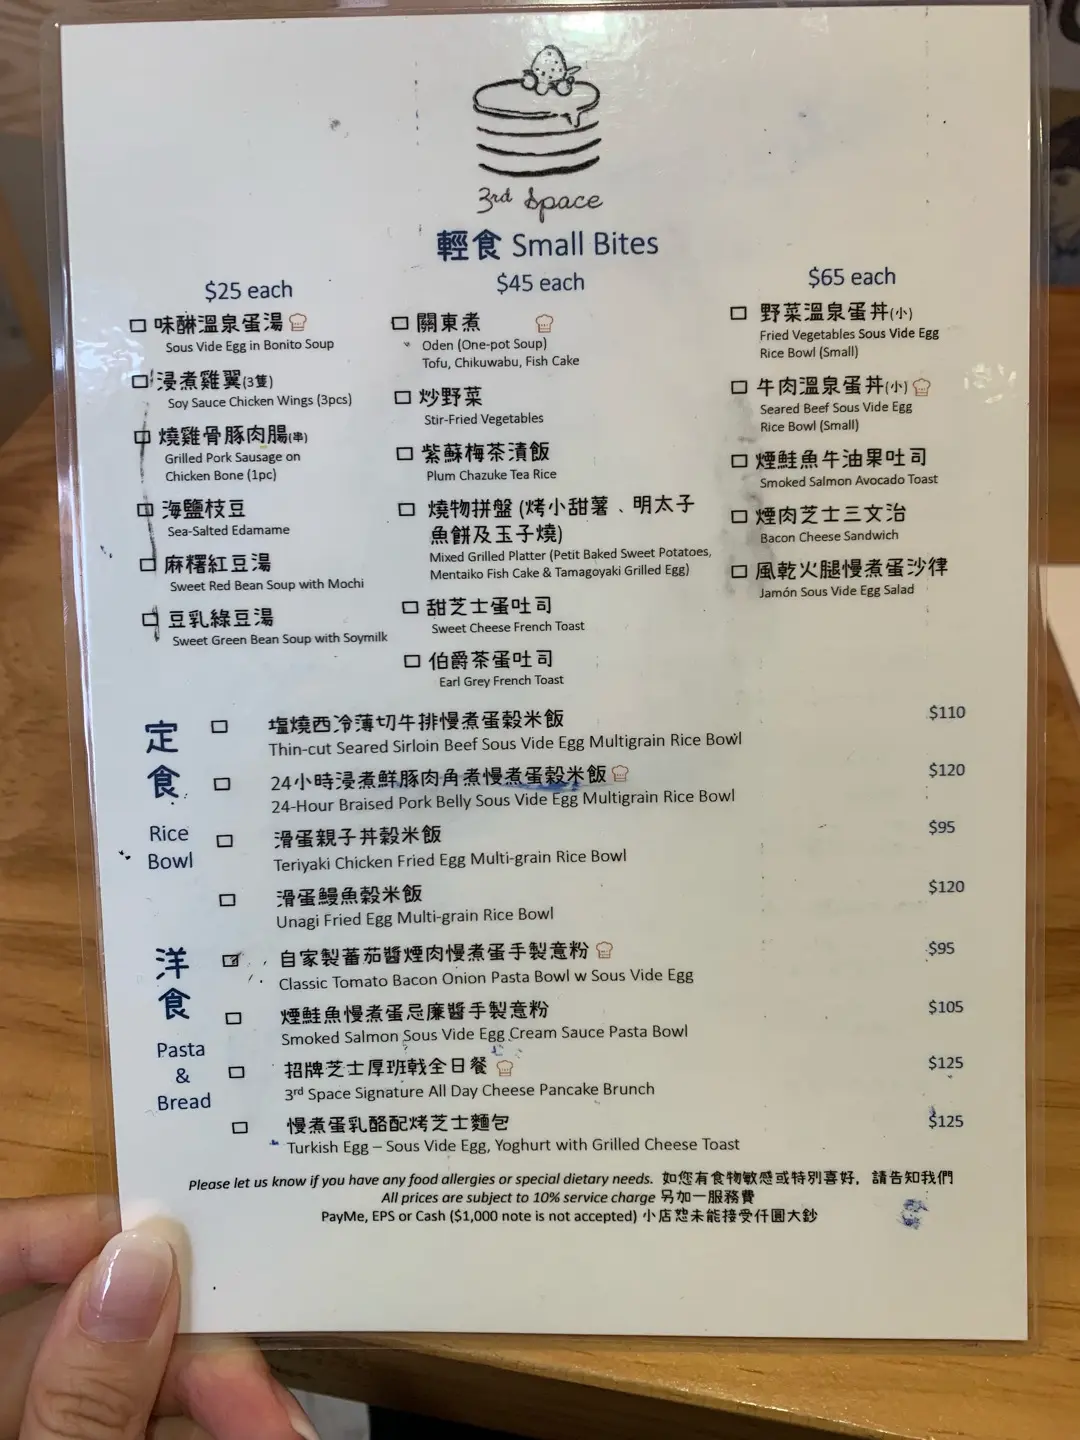 3rd Space
輕食 Small Bites
$25 each
味醂溫泉蛋湯
Sous Vide Egg in Bonito Soup
浸煮雞翼(3隻)
Soy Sauce Chicken Wings (3pcs)
燒雞骨豚肉腸(串)
Grilled Pork Sausage on
Chicken Bone (1pc)
海鹽枝豆
Sea-Salted Edamame
麻糬紅豆湯
Sweet Red Bean Soup with Mochi
豆乳綠豆湯
Sweet Green Bean Soup with Soymilk
$45 each
關東煮
Oden (One-pot Soup)
Tofu, Chikuwabu, Fish Cake
炒野菜
Stir-Fried Vegetables
紫蘇梅茶漬飯
Plum Chazuke Tea Rice
燒物拼盤 (烤小甜薯﹑明太子
魚餅及玉子燒)
Mixed Grilled Platter (Petit Baked Sweet Potatoes,
Mentaiko Fish Cake & Tamagoyaki Grilled Egg)
甜芝士蛋吐司
Sweet Cheese French Toast
伯爵茶蛋吐司
Earl Grey French Toast
$65 each
野菜溫泉蛋丼(小)
Fried Vegetables Sous Vide Egg
Rice Bowl (Small)
牛肉溫泉蛋丼(小)
Seared Beef Sous Vide Egg
Rice Bowl (Small)
煙鮭魚牛油果吐司
Smoked Salmon Avocado Toast
煙肉芝士三文治
Bacon Cheese Sandwich
風乾火腿慢煮蛋沙律
Jamón Sous Vide Egg Salad
定食
Rice
Bowl
塩燒西冷薄切牛排慢煮蛋穀米飯 $110
Thin-cut Seared Sirloin Beef Sous Vide Egg Multigrain Rice Bowl
24小時浸煮鮮豚肉角煮慢煮蛋穀米飯 $120
24-Hour Braised Pork Belly Sous Vide Egg Multigrain Rice Bowl
滑蛋親子丼穀米飯 $95
Teriyaki Chicken Fried Egg Multi-grain Rice Bowl
滑蛋鰻魚穀米飯 $120
Unagi Fried Egg Multi-grain Rice Bowl
洋食
Pasta
&
Bread
自家製蕃茄醬煙肉慢煮蛋手製意粉 $95
Classic Tomato Bacon Onion Pasta Bowl w Sous Vide Egg
煙鮭魚慢煮蛋忌廉醬手製意粉 $105
Smoked Salmon Sous Vide Egg Cream Sauce Pasta Bowl
招牌芝士厚班戟全日餐 $125
3rd Space Signature All Day Cheese Pancake Brunch
慢煮蛋乳酪配烤芝士麵包 $125
Turkish Egg – Sous Vide Egg, Yoghurt with Grilled Cheese Toast
Please let us know if you have any food allergies or special dietary needs. 如您有食物敏感或特別喜好，請告知我們
All prices are subject to 10% service charge 另加一服務費
PayMe, EPS or Cash ($1,000 note is not accepted) 小店恕未能接受仟圓大鈔